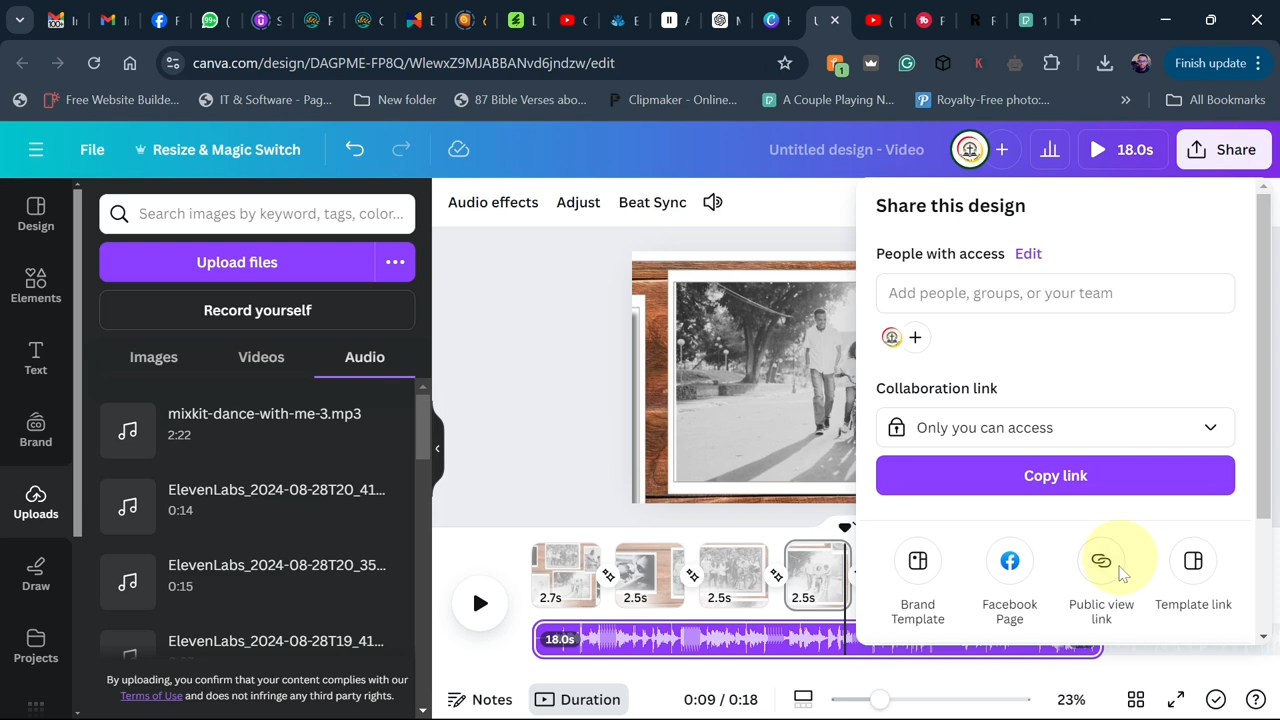 100+
99+
Finish update
canva.com/design/DAGPME-FP8Q/WlewxZ9MJABBANvd6jndzw/edit
1
Free Website Builde...
IT & Software - Pag...
New folder
87 Bible Verses abo...
Clipmaker - Online...
A Couple Playing N...
Royalty-Free photo:...
All Bookmarks
File
Resize & Magic Switch
Untitled design - Video
18.0s
Share
Design
Elements
Text
Brand
Uploads
Draw
Projects
Search images by keyword, tags, color...
Upload files
Record yourself
Images
Videos
Audio
mixkit-dance-with-me-3.mp3
2:22
ElevenLabs_2024-08-28T20_41...
0:14
ElevenLabs_2024-08-28T20_35...
0:15
ElevenLabs_2024-08-28T19_41...
By uploading, you confirm that your content complies with our
Terms of Use and does not infringe any third party rights.
Audio effects
Adjust
Beat Sync
Share this design
People with access Edit
Add people, groups, or your team
Collaboration link
Only you can access
Copy link
Brand
Template
Facebook
Page
Public view
link
Template link
2.7s
2.5s
2.5s
2.5s
18.0s
Notes
Duration
0:09 / 0:18
23%